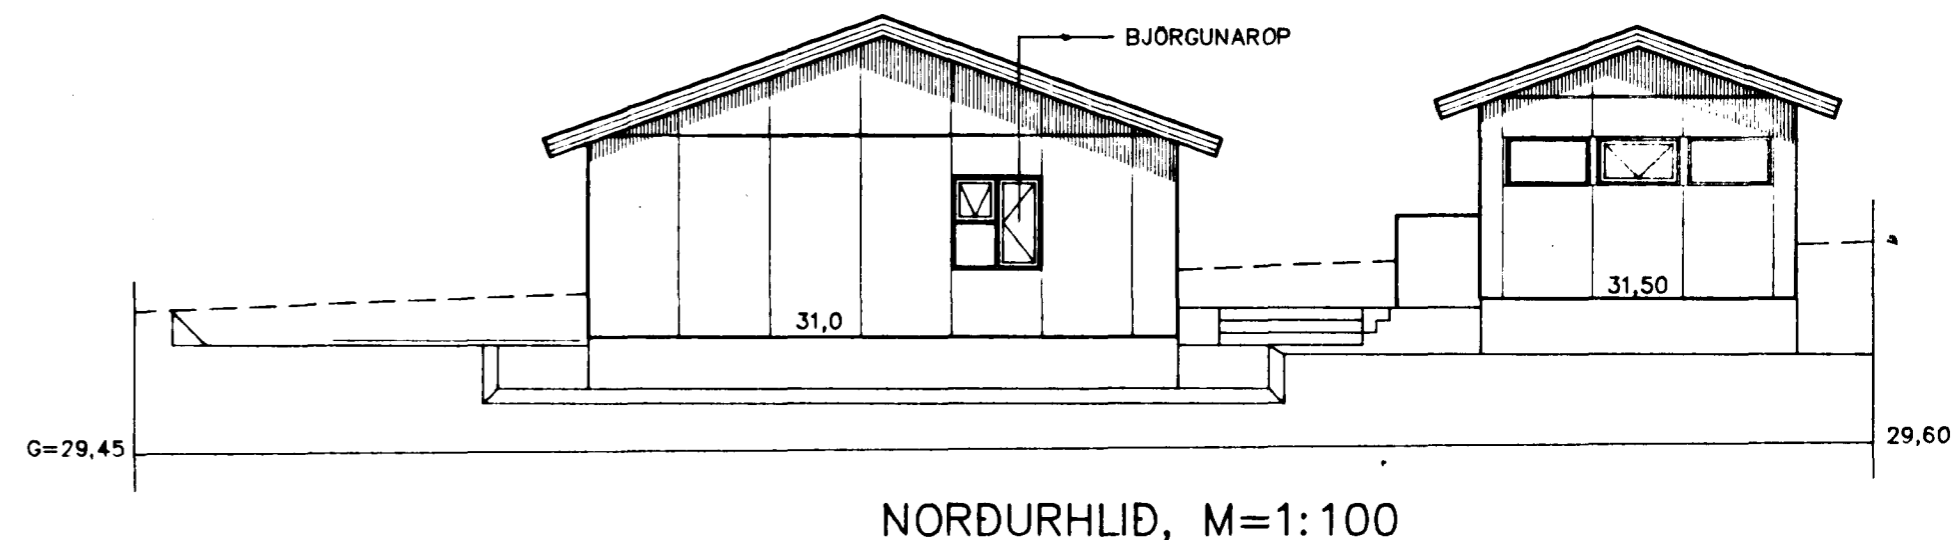 BJÖRGUNAROP
31,50
31,0
G=29,45
29,60
NORÐURHLIÐ, M=1:100